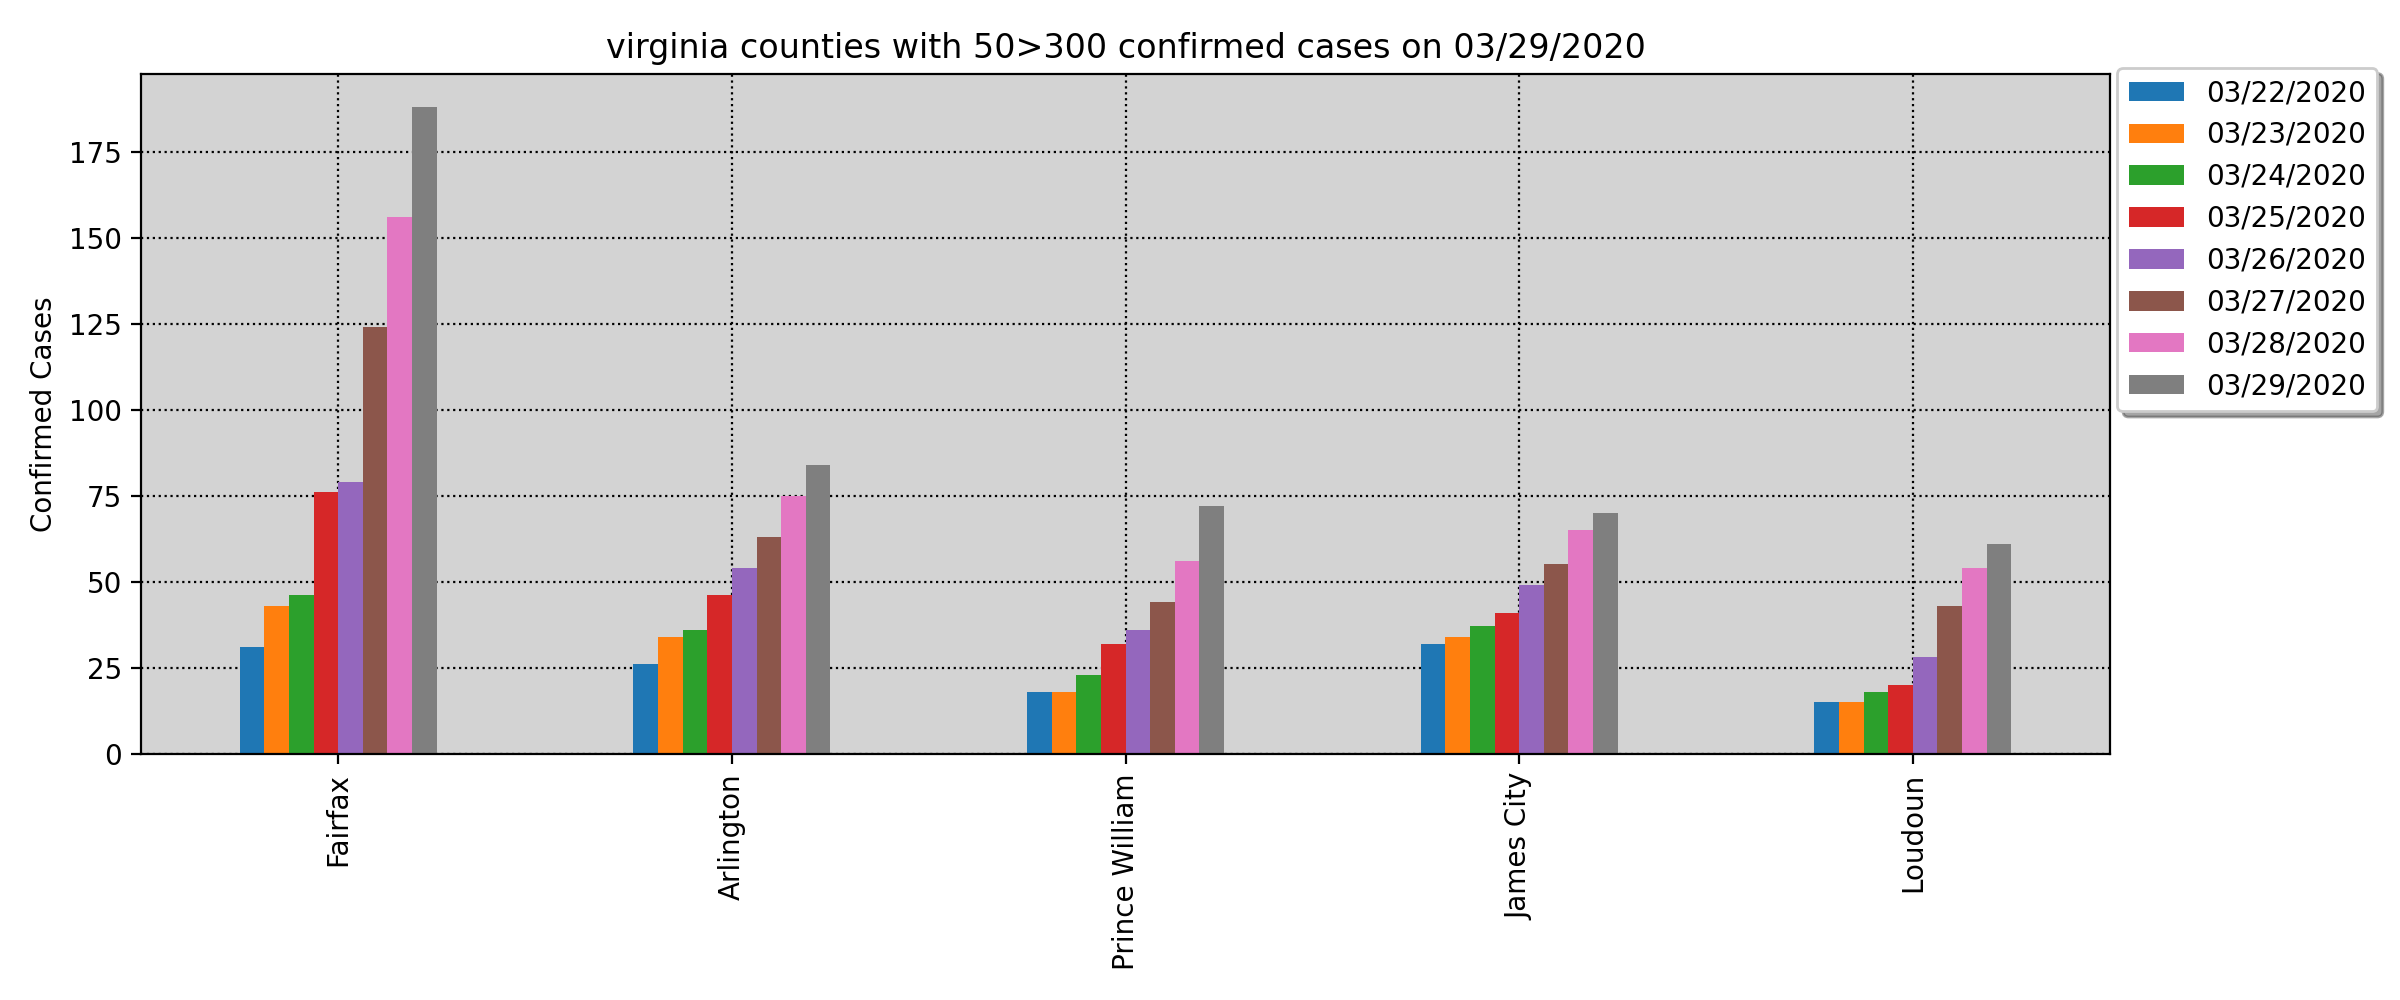 virginia counties with 50>300 confirmed cases on 03/29/2020
Confirmed Cases
175
150
125
100
75
50
25
0
Fairfax
Arlington
Prince William
James City
Loudoun
03/22/2020
03/23/2020
03/24/2020
03/25/2020
03/26/2020
03/27/2020
03/28/2020
03/29/2020